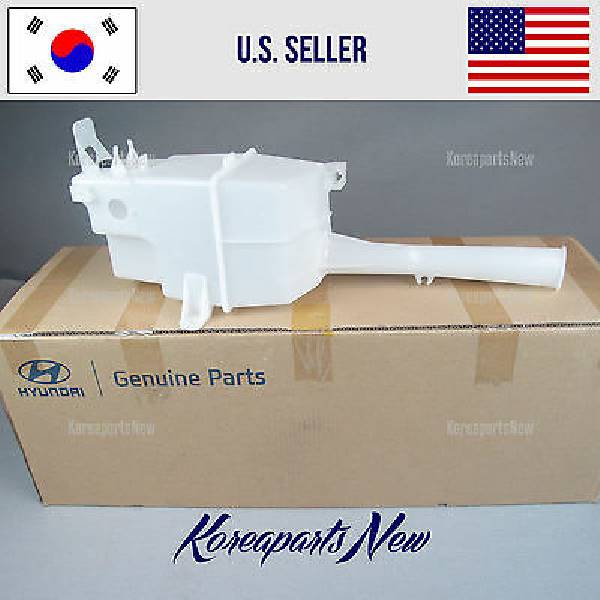 U.S. SELLER
KoreapartsNew
KoreapartsNew
HYUNDAI
Genuine Parts
KoreapartsNew
KoreapartsNew
Koreaparts New